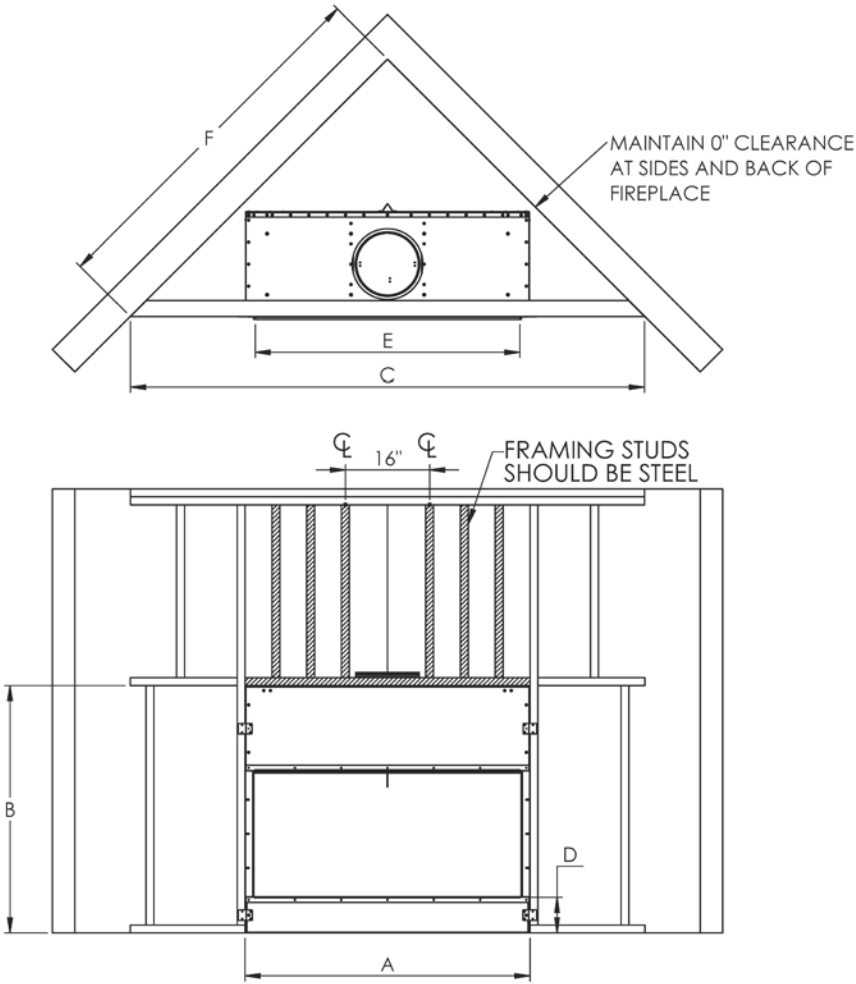 F
MAINTAIN 0" CLEARANCE
AT SIDES AND BACK OF
FIREPLACE
E
C
℄ ℄
16"
FRAMING STUDS
SHOULD BE STEEL
B
D
A